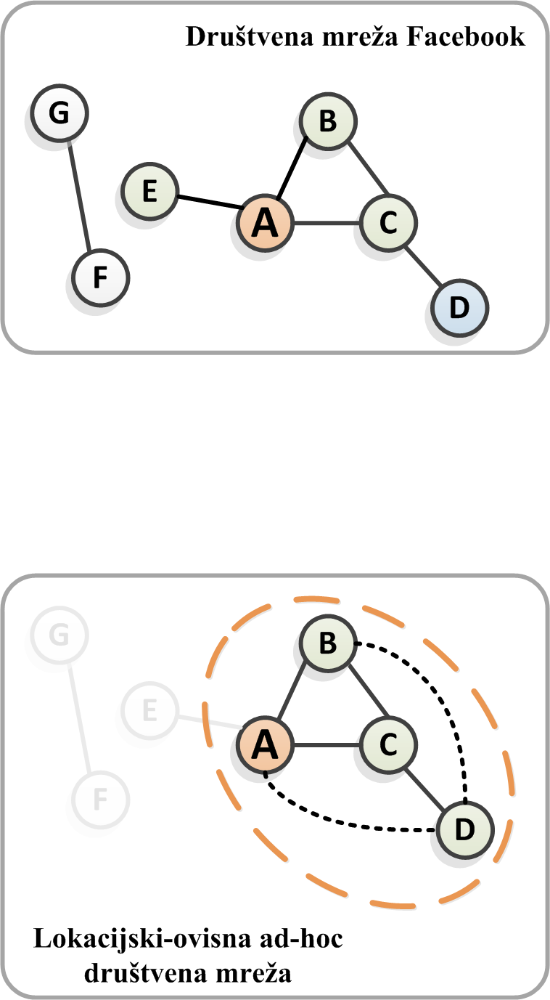 Društvena mreža Facebook
G
B
E
A
C
F
D
G
B
E
A
C
F
D
Lokacijski-ovisna ad-hoc
društvena mreža